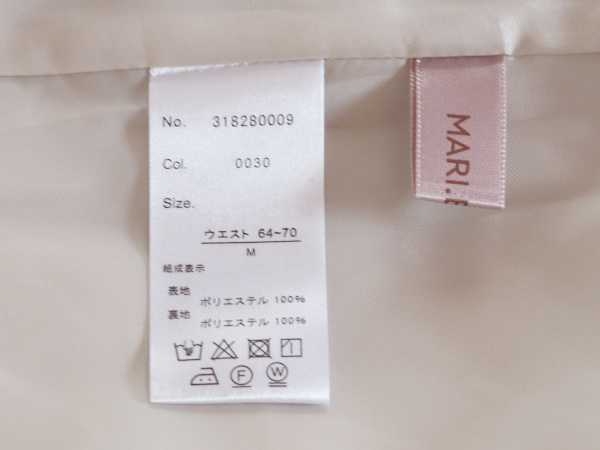 No. 318280009
Col. 0030
Size.
ウエスト 64~70
M
組成表示
表地 ポリエステル 100%
裏地 ポリエステル 100%
F W
MARI.